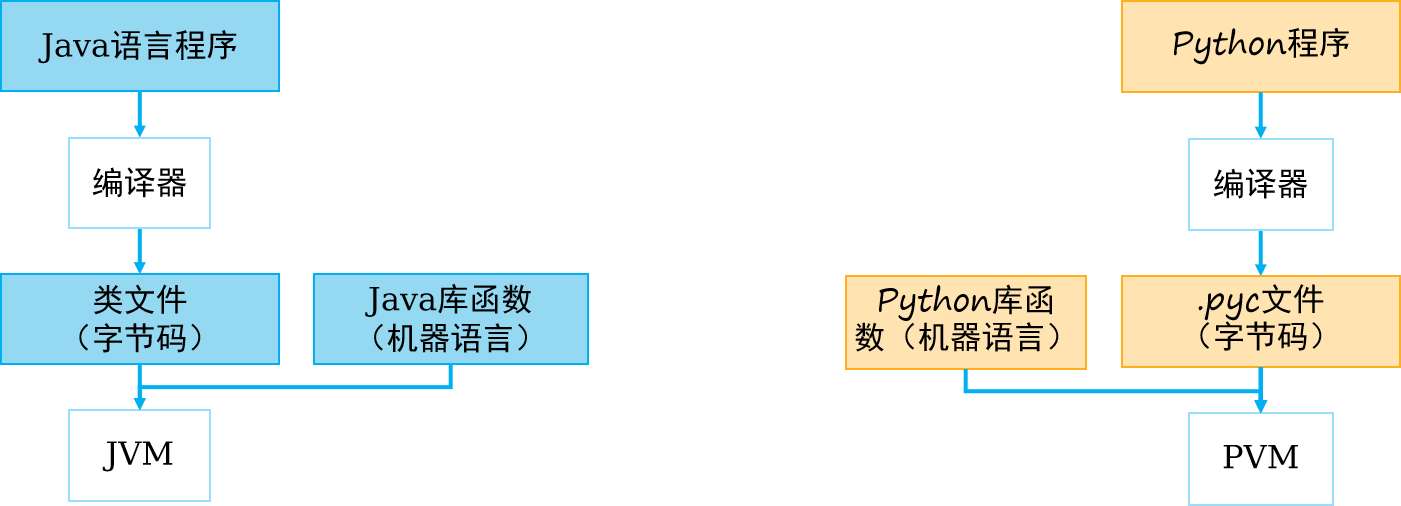 Java语言程序
编译器
类文件
（字节码）
Java库函数
（机器语言）
JVM
Python程序
编译器
Python库函
数（机器语言）
.pyc文件
（字节码）
PVM